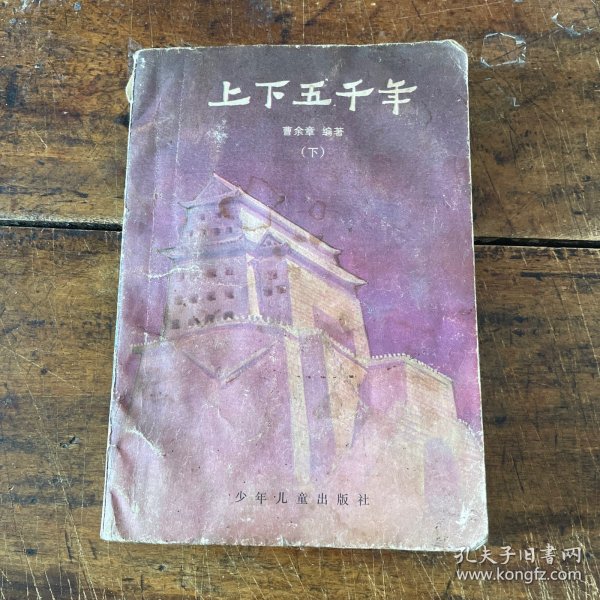 上下五千年
曹余章 编著
（下）
少年儿童出版社
孔夫子旧书网
www.kongfz.com